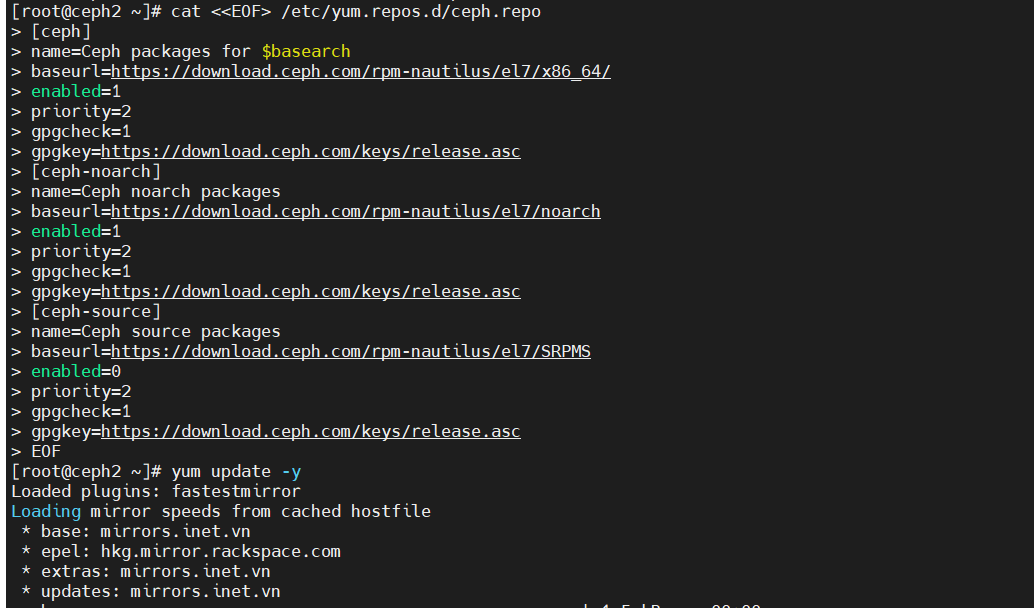 [root@ceph2 ~]# cat <<EOF> /etc/yum.repos.d/ceph.repo
> [ceph]
> name=Ceph packages for $basearch
> baseurl=https://download.ceph.com/rpm-nautilus/el7/x86_64/
> enabled=1
> priority=2
> gpgcheck=1
> gpgkey=https://download.ceph.com/keys/release.asc
> [ceph-noarch]
> name=Ceph noarch packages
> baseurl=https://download.ceph.com/rpm-nautilus/el7/noarch
> enabled=1
> priority=2
> gpgcheck=1
> gpgkey=https://download.ceph.com/keys/release.asc
> [ceph-source]
> name=Ceph source packages
> baseurl=https://download.ceph.com/rpm-nautilus/el7/SRPMS
> enabled=0
> priority=2
> gpgcheck=1
> gpgkey=https://download.ceph.com/keys/release.asc
> EOF
[root@ceph2 ~]# yum update -y
Loaded plugins: fastestmirror
Loading mirror speeds from cached hostfile
 * base: mirrors.inet.vn
 * epel: hkg.mirror.rackspace.com
 * extras: mirrors.inet.vn
 * updates: mirrors.inet.vn